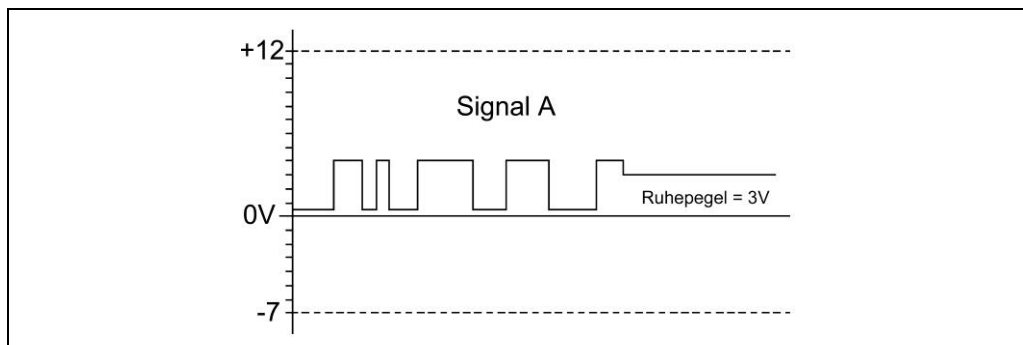 +12
Signal A
Ruhepegel = 3V
0V
-7